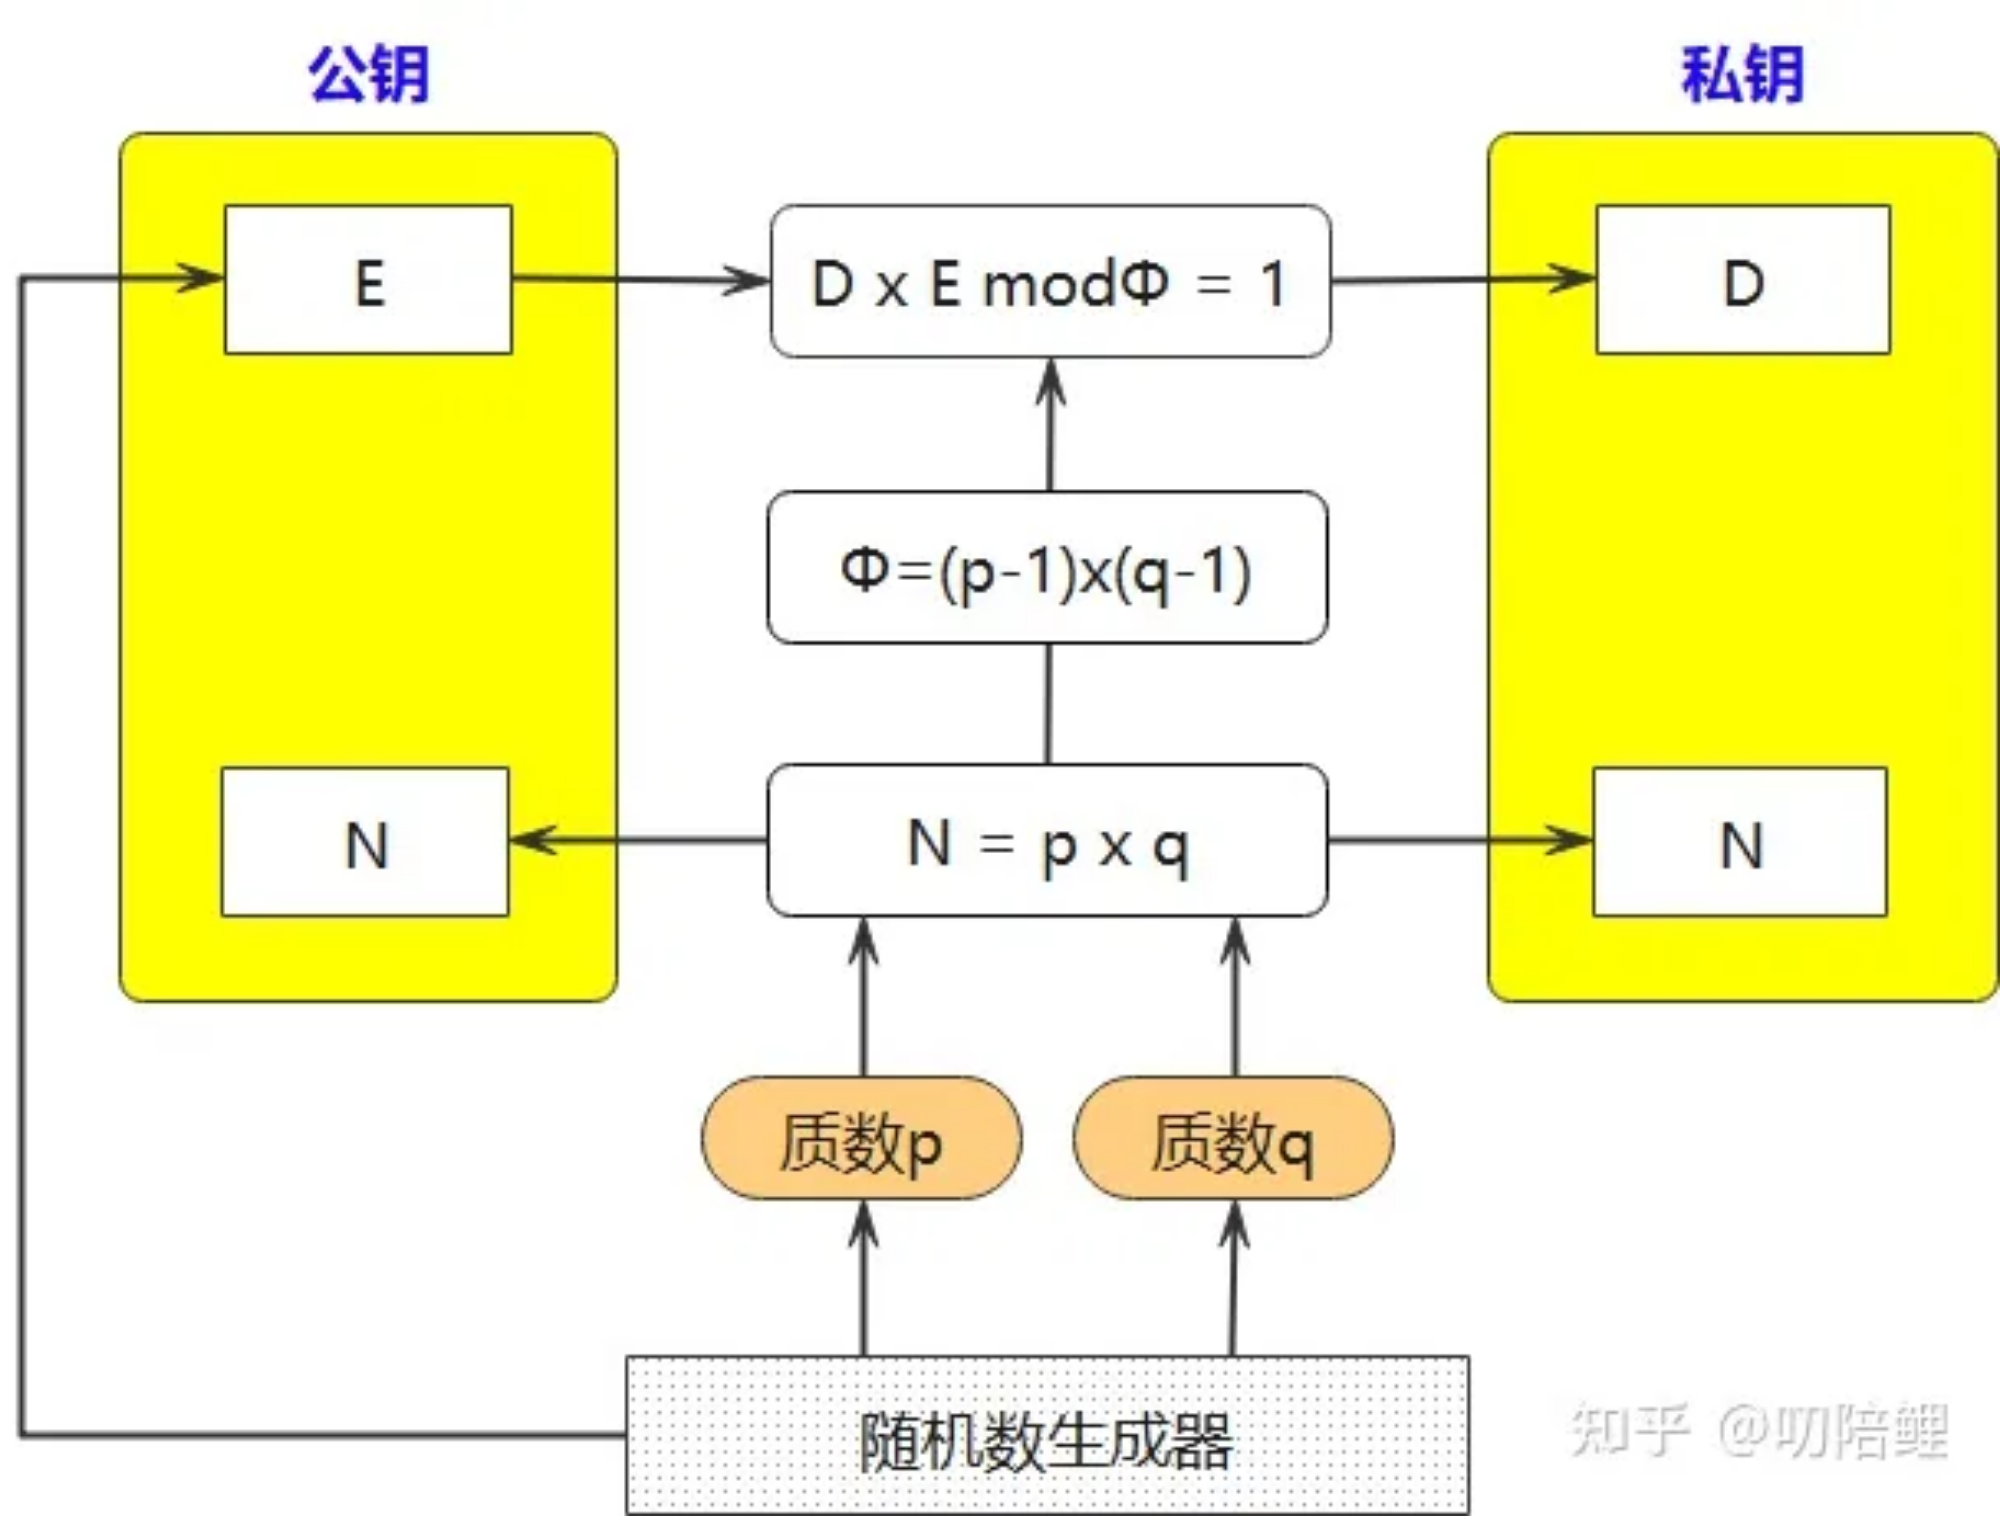 公钥
私钥
E
D x E modΦ = 1
D
Φ=(p-1)x(q-1)
N
N = p x q
N
质数p
质数q
随机数生成器
知乎 @叨陪鲤